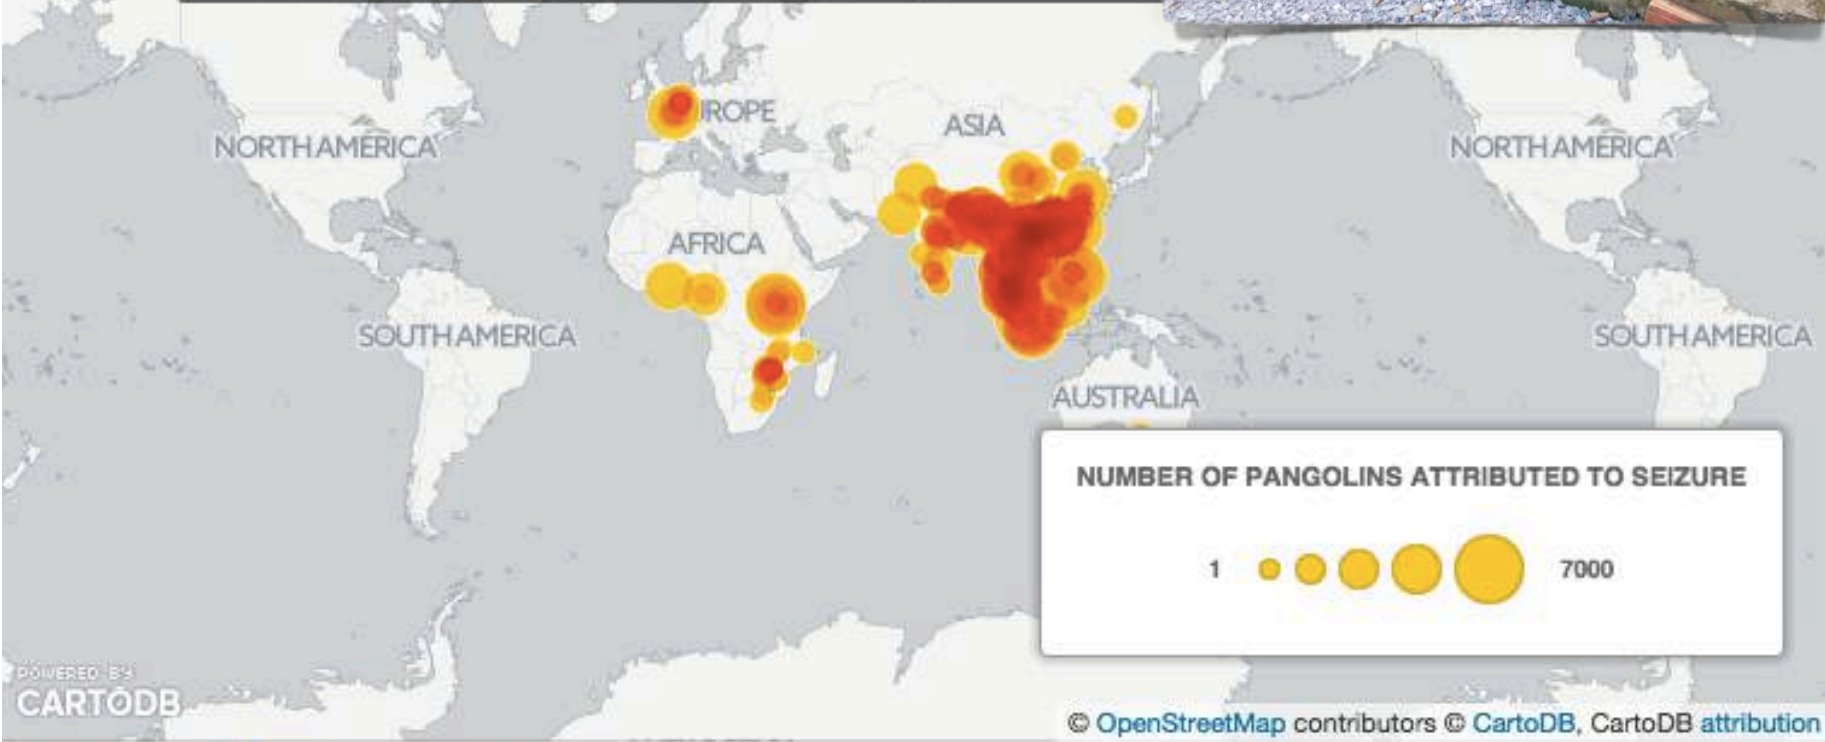 UROPE
ASIA
NORTH AMERICA
NORTH AMERICA
AFRICA
SOUTH AMERICA
SOUTH AMERICA
AUSTRALIA
NUMBER OF PANGOLINS ATTRIBUTED TO SEIZURE
1 7000
POWERED BY
CARTODB
© OpenStreetMap contributors © CartoDB, CartoDB attribution